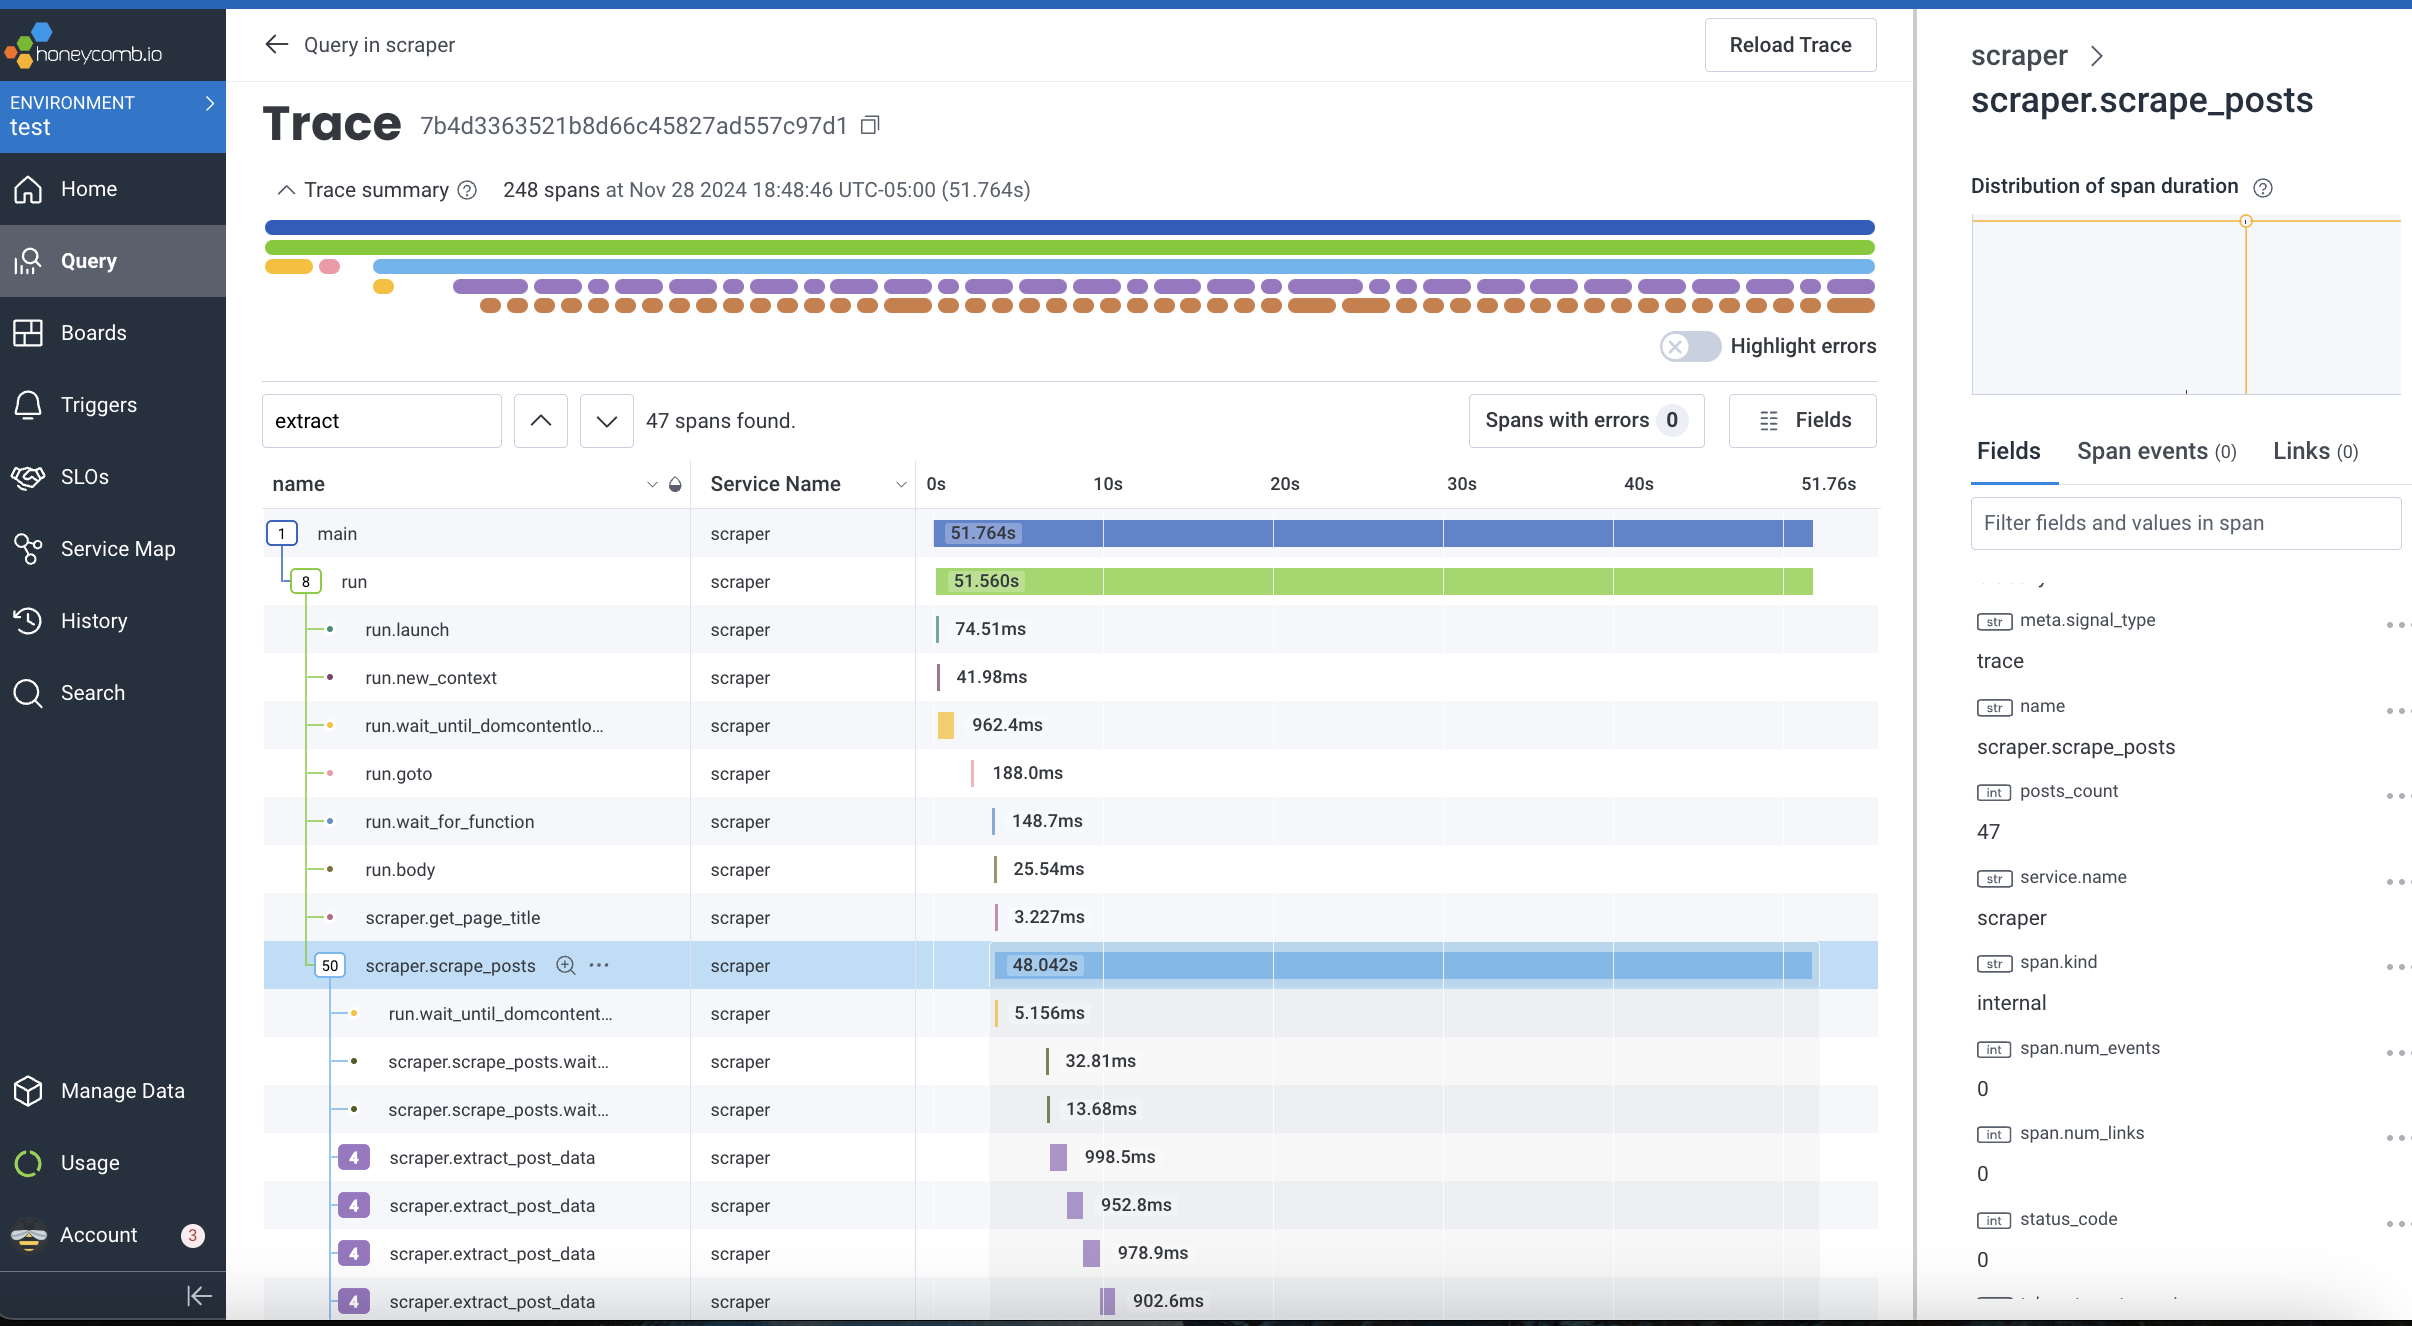 honeycomb.io
ENVIRONMENT
test
Home
Query
Boards
Triggers
SLOs
Service Map
History
Search
Manage Data
Usage
Account 3
Query in scraper
Reload Trace
Trace 7b4d3363521b8d66c45827ad557c97d1
Trace summary ? 248 spans at Nov 28 2024 18:48:46 UTC-05:00 (51.764s)
Highlight errors
extract 47 spans found. Spans with errors 0 Fields
name Service Name 0s 10s 20s 30s 40s 51.76s
1 main scraper 51.764s
8 run scraper 51.560s
run.launch scraper 74.51ms
run.new_context scraper 41.98ms
run.wait_until_domcontentlo... scraper 962.4ms
run.goto scraper 188.0ms
run.wait_for_function scraper 148.7ms
run.body scraper 25.54ms
scraper.get_page_title scraper 3.227ms
50 scraper.scrape_posts scraper 48.042s
run.wait_until_domcontent... scraper 5.156ms
scraper.scrape_posts.wait... scraper 32.81ms
scraper.scrape_posts.wait... scraper 13.68ms
4 scraper.extract_post_data scraper 998.5ms
4 scraper.extract_post_data scraper 952.8ms
4 scraper.extract_post_data scraper 978.9ms
4 scraper.extract_post_data scraper 902.6ms
scraper
scraper.scrape_posts
Distribution of span duration ?
Fields Span events (0) Links (0)
Filter fields and values in span
str meta.signal_type
trace
str name
scraper.scrape_posts
int posts_count
47
str service.name
scraper
str span.kind
internal
int span.num_events
0
int span.num_links
0
int status_code
0